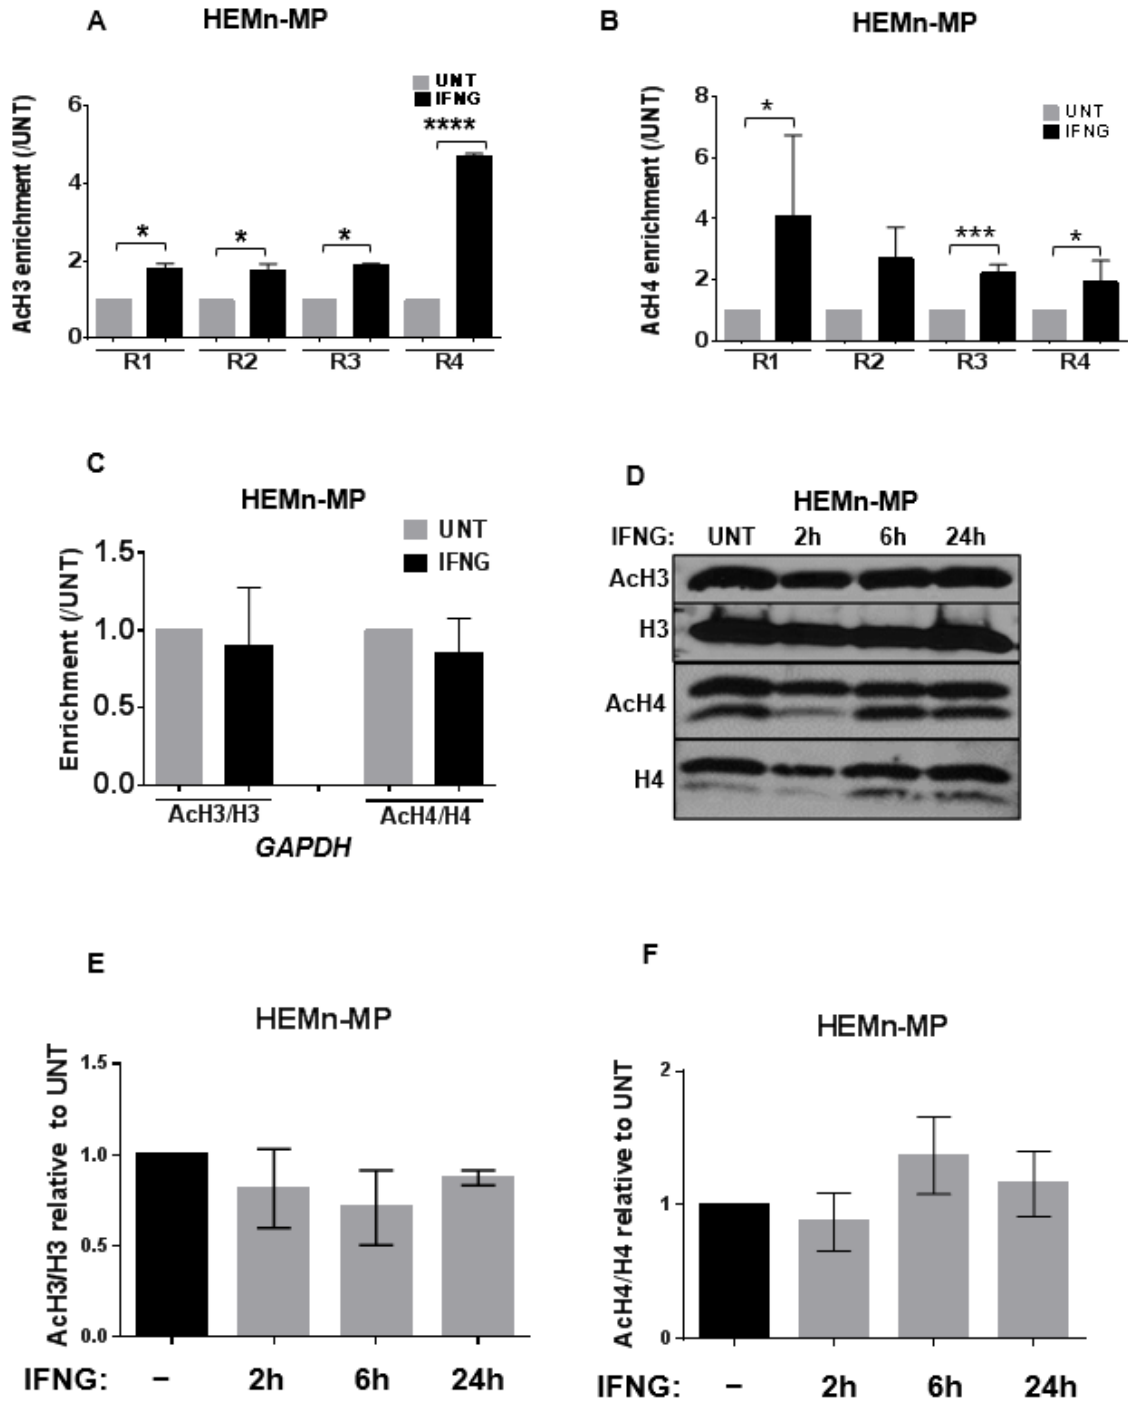 A
HEMn-MP
UNT
IFNG
AcH3 enrichment (/UNT)
6
4
2
0
*
*
*
****
R1 R2 R3 R4
B
HEMn-MP
UNT
IFNG
AcH4 enrichment (/UNT)
8
6
4
2
0
*
***
*
R1 R2 R3 R4
C
HEMn-MP
UNT
IFNG
Enrichment (/UNT)
1.5
1.0
0.5
0.0
AcH3/H3 AcH4/H4
GAPDH
D
HEMn-MP
IFNG: UNT 2h 6h 24h
AcH3
H3
AcH4
H4
E
HEMn-MP
AcH3/H3 relative to UNT
1.5
1.0
0.5
0.0
IFNG: – 2h 6h 24h
F
HEMn-MP
AcH4/H4 relative to UNT
2
1
0
IFNG: – 2h 6h 24h